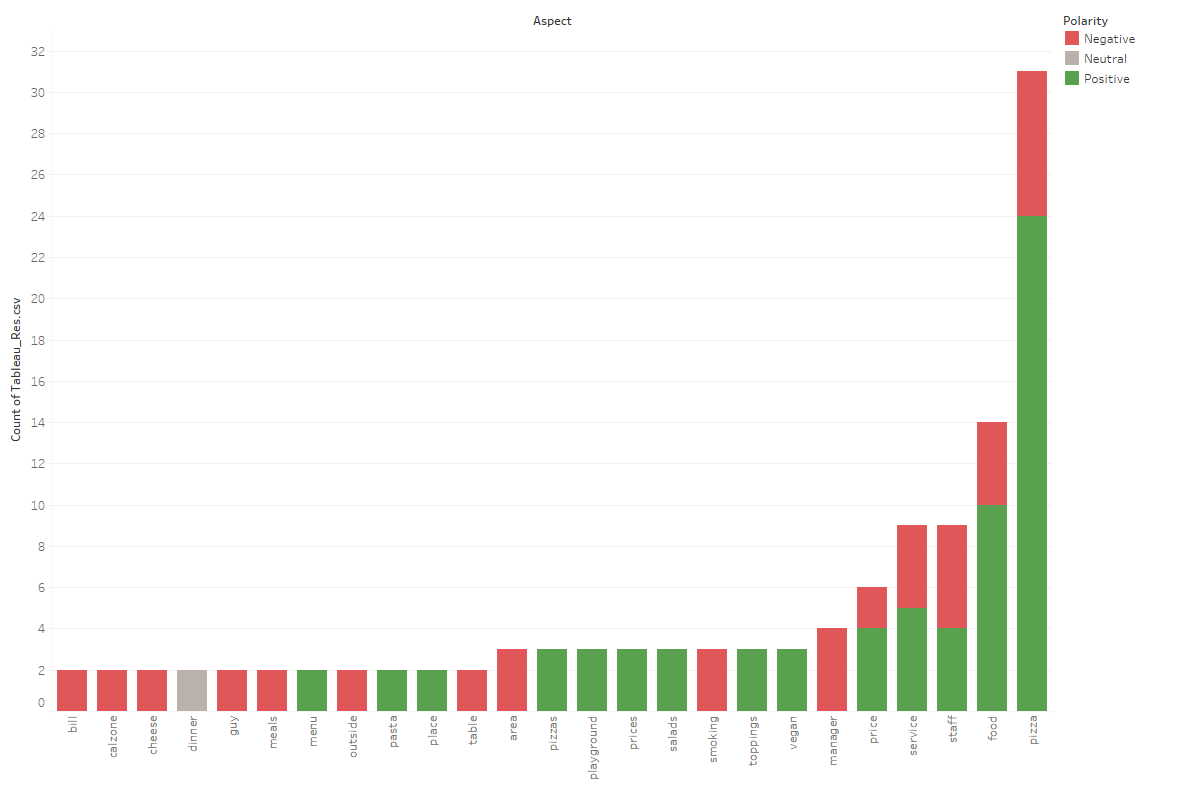 Aspect
Polarity
Negative
Neutral
Positive
Count of Tableau_Res.csv
32
30
28
26
24
22
20
18
16
14
12
10
8
6
4
2
0
bill
calzone
cheese
dinner
guy
meals
menu
outside
pasta
place
table
area
pizzas
playground
prices
salads
smoking
toppings
vegan
manager
price
service
staff
food
pizza